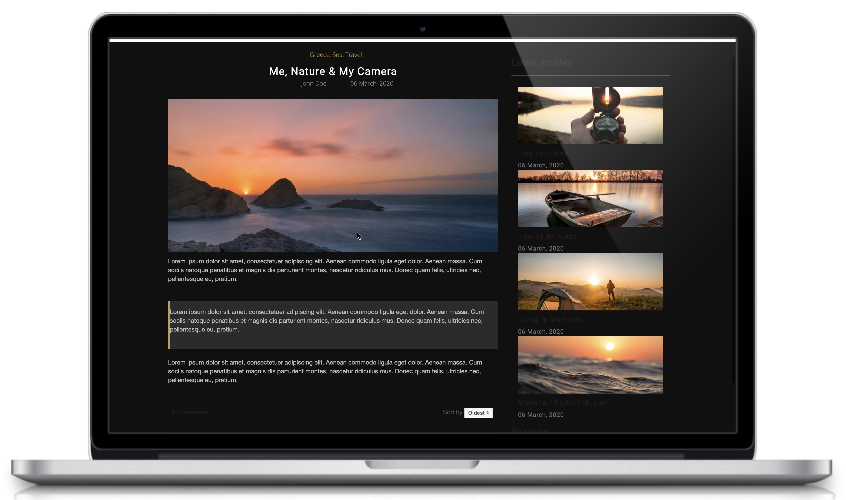 Greece, Sea, Travel
Me, Nature & My Camera
John Doe 06 March, 2020
Lorem ipsum dolor sit amet, consectetuer adipiscing elit. Aenean commodo ligula eget dolor. Aenean massa. Cum
sociis natoque penatibus et magnis dis parturient montes, nascetur ridiculus mus. Donec quam felis, ultricies nec,
pellentesque eu, pretium.
Lorem ipsum dolor sit amet, consectetuer adipiscing elit. Aenean commodo ligula eget dolor. Aenean massa. Cum
sociis natoque penatibus et magnis dis parturient montes, nascetur ridiculus mus. Donec quam felis, ultricies nec,
pellentesque eu, pretium.
Lorem ipsum dolor sit amet, consectetuer adipiscing elit. Aenean commodo ligula eget dolor. Aenean massa. Cum
sociis natoque penatibus et magnis dis parturient montes, nascetur ridiculus mus. Donec quam felis, ultricies nec,
pellentesque eu, pretium.
Sort by Oldest
Latest articles
06 March, 2020
06 March, 2020
06 March, 2020
06 March, 2020